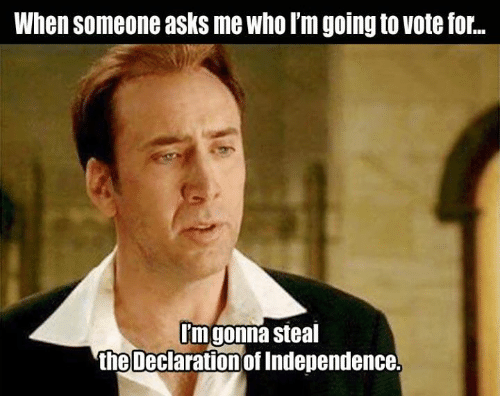 When someone asks me who I'm going to vote for...
I'm gonna steal
the Declaration of Independence.